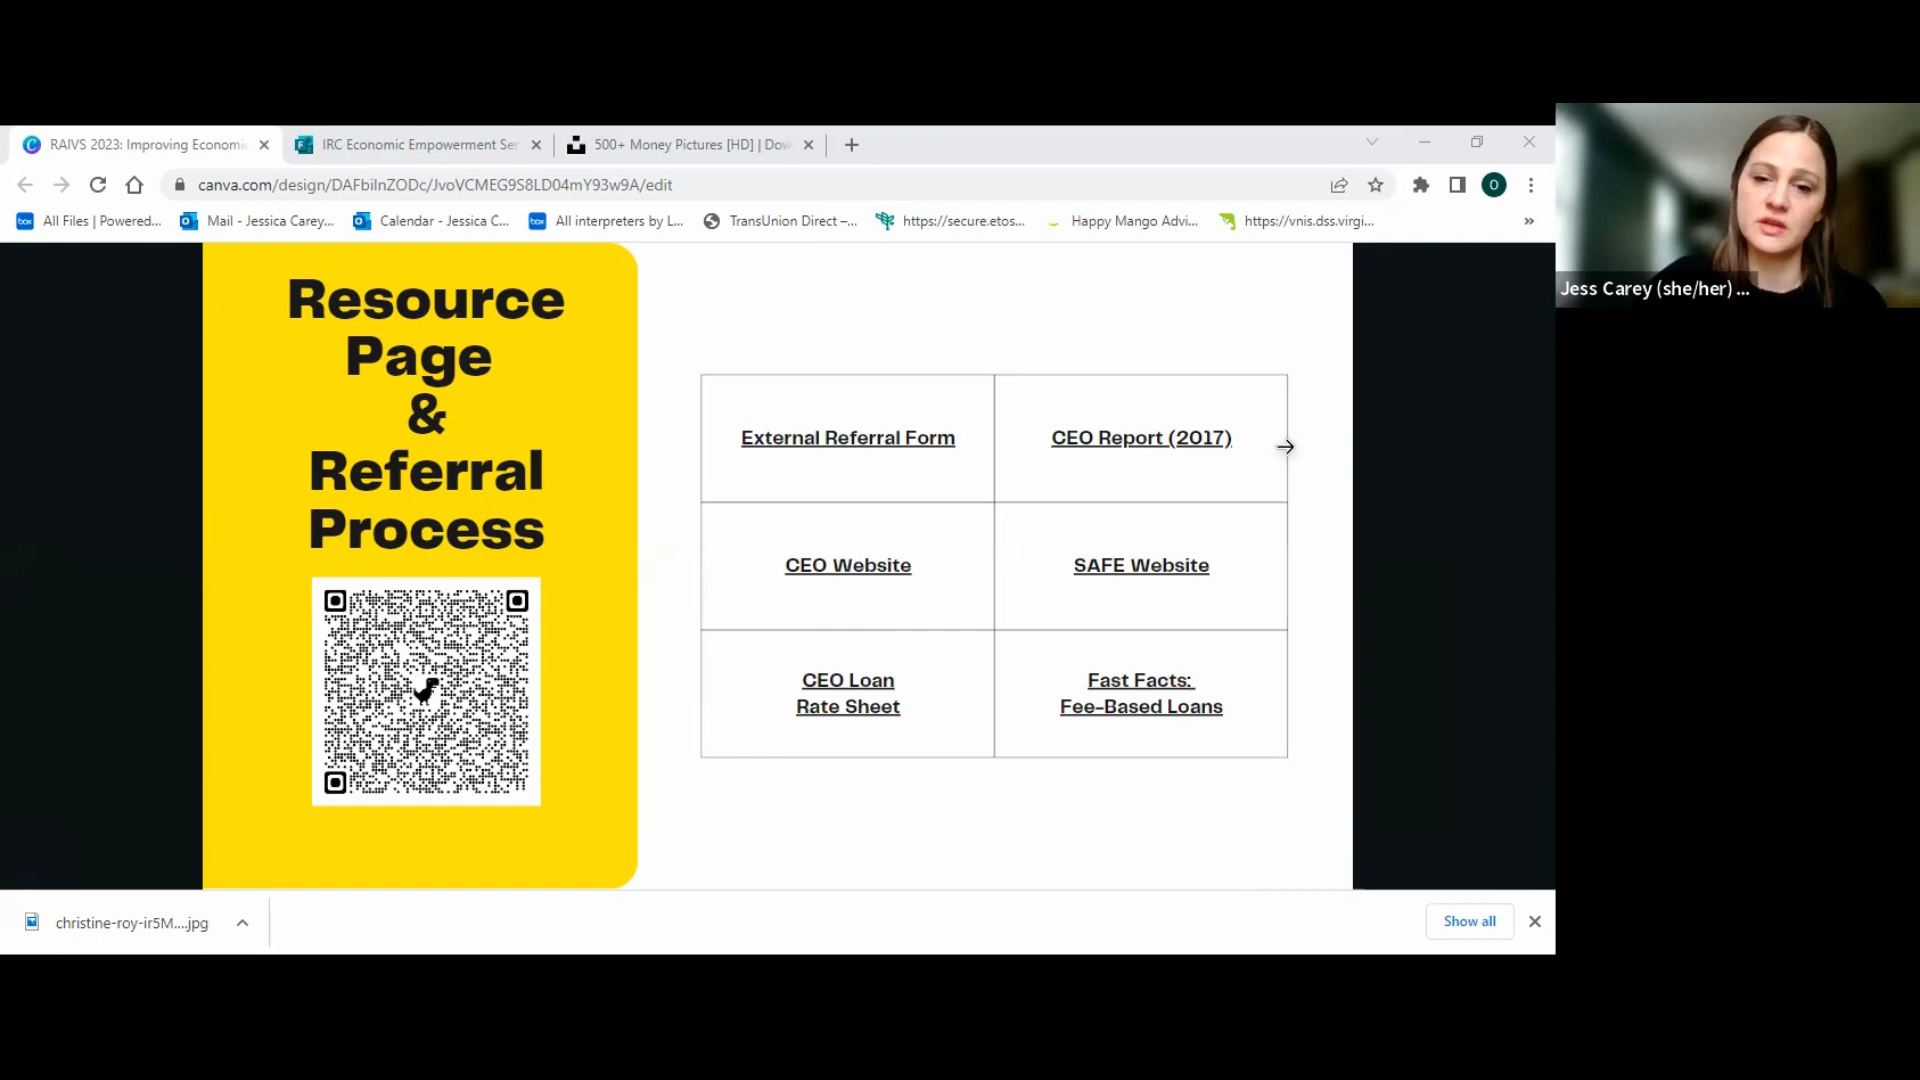 RAIVS 2023: Improving Economic
IRC Economic Empowerment Ser
500+ Money Pictures [HD] | Dow
canva.com/design/DAFbilnZODc/JvoVCMEG9S8LD04mY93w9A/edit
O
box
All Files | Powered...
Mail - Jessica Carey...
Calendar - Jessica C...
box
All interpreters by L...
TransUnion Direct –...
https://secure.etos...
Happy Mango Advi...
https://vnis.dss.virgi...
Jess Carey (she/her) ...
Resource
Page
&
Referral
Process
External Referral Form
CEO Report (2017)
CEO Website
SAFE Website
CEO Loan
Rate Sheet
Fast Facts:
Fee-Based Loans
christine-roy-ir5M....jpg
Show all